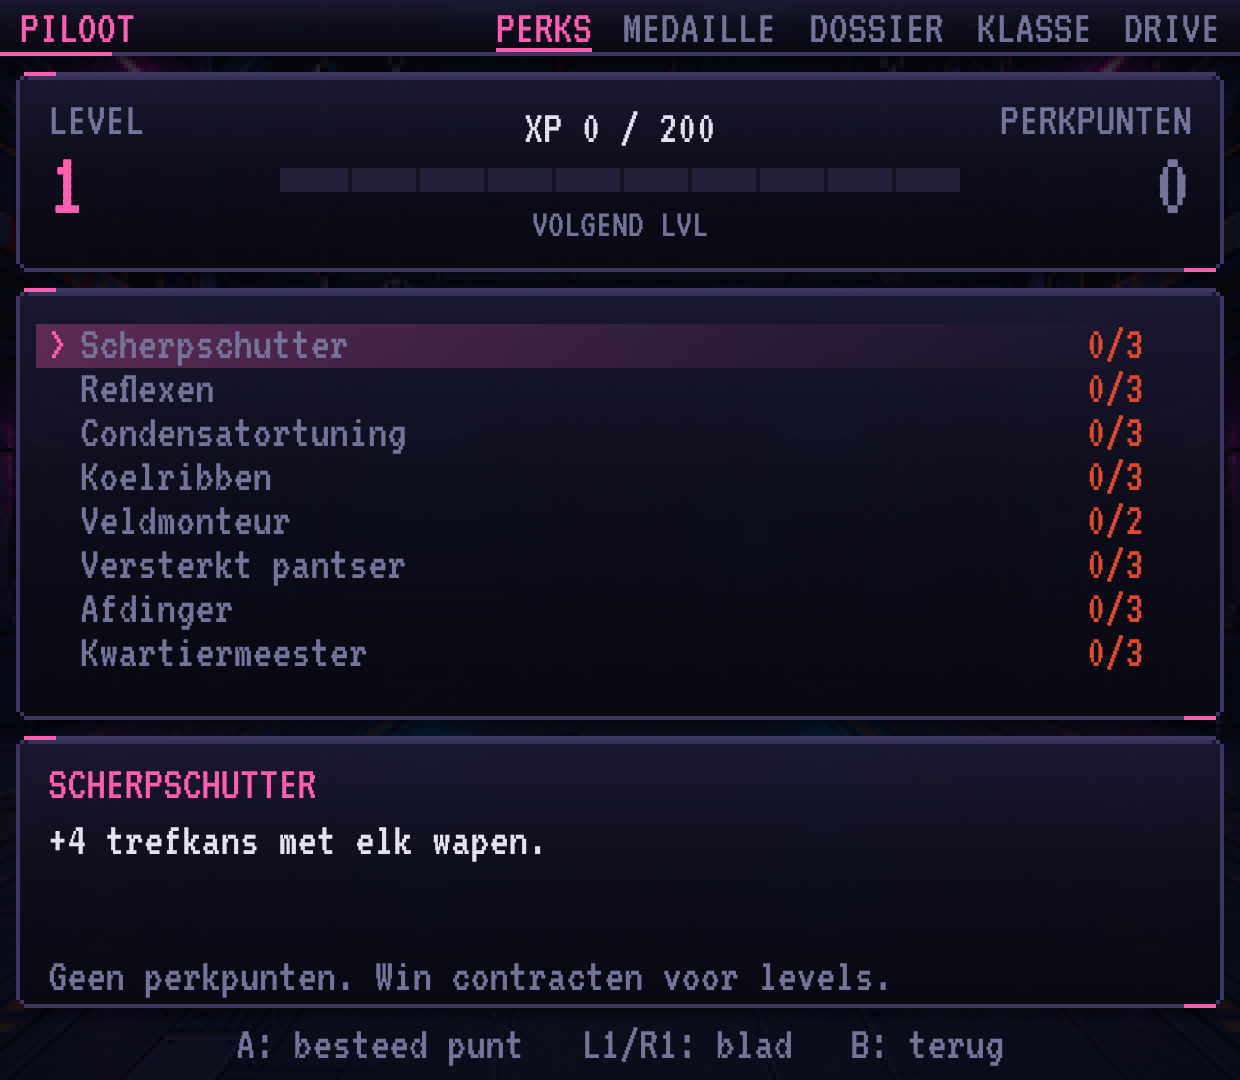 PILOOT PERKS MEDAILLE DOSSIER KLASSE DRIVE
LEVEL XP 0 / 200 PERKPUNTEN
1 0
VOLGEND LVL
> Scherpschutter 0/3
Reflexen 0/3
Condensatortuning 0/3
Koelribben 0/3
Veldmonteur 0/2
Versterkt pantser 0/3
Afdinger 0/3
Kwartiermeester 0/3
SCHERPSCHUTTER
+4 trefkans met elk wapen.
Geen perkpunten. Win contracten voor levels.
A: besteed punt L1/R1: blad B: terug